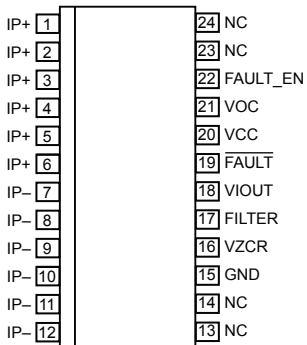 IP+ 1
IP+ 2
IP+ 3
IP+ 4
IP+ 5
IP+ 6
IP– 7
IP– 8
IP– 9
IP– 10
IP– 11
IP– 12
24 NC
23 NC
22 FAULT_EN
21 VOC
20 VCC
19 FAULT
18 VIOUT
17 FILTER
16 VZCR
15 GND
14 NC
13 NC